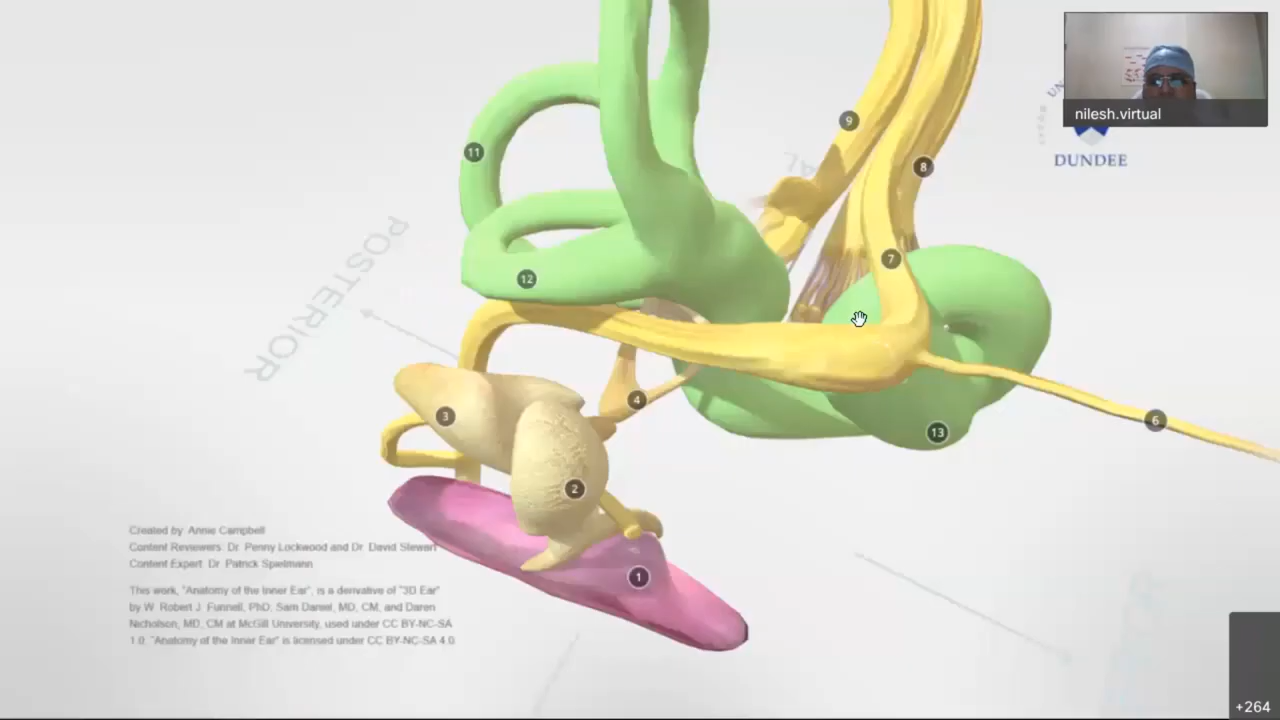 nilesh.virtual
DUNDEE
POSTERIOR
11
9
8
7
12
3
4
6
13
2
1
Created by: Annie Campbell
Content Reviewers: Dr. Penny Lockwood and Dr. David Stewart
Content Expert: Dr. Patrick Spielmann
This work, "Anatomy of the Inner Ear", is a derivative of "3D Ear"
by W. Robert J. Funnell, PhD; Sam Daniel, MD, CM, and Daren
Nicholson, MD, CM at McGill University, used under CC BY-NC-SA
1.0. "Anatomy of the Inner Ear" is licensed under CC BY-NC-SA 4.0.
+264